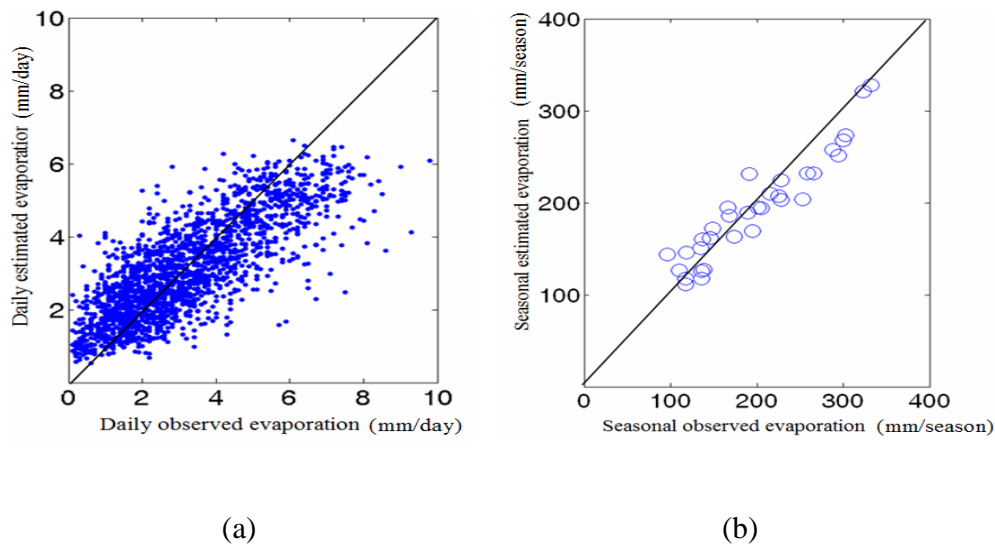 10
8
6
4
2
0 2 4 6 8 10
Daily estimated evaporatior (mm/day)
Daily observed evaporation (mm/day)
(a)
400
300
200
100
0 100 200 300 400
Seasonal estimated evaporation (mm/season)
Seasonal observed evaporation (mm/season)
(b)